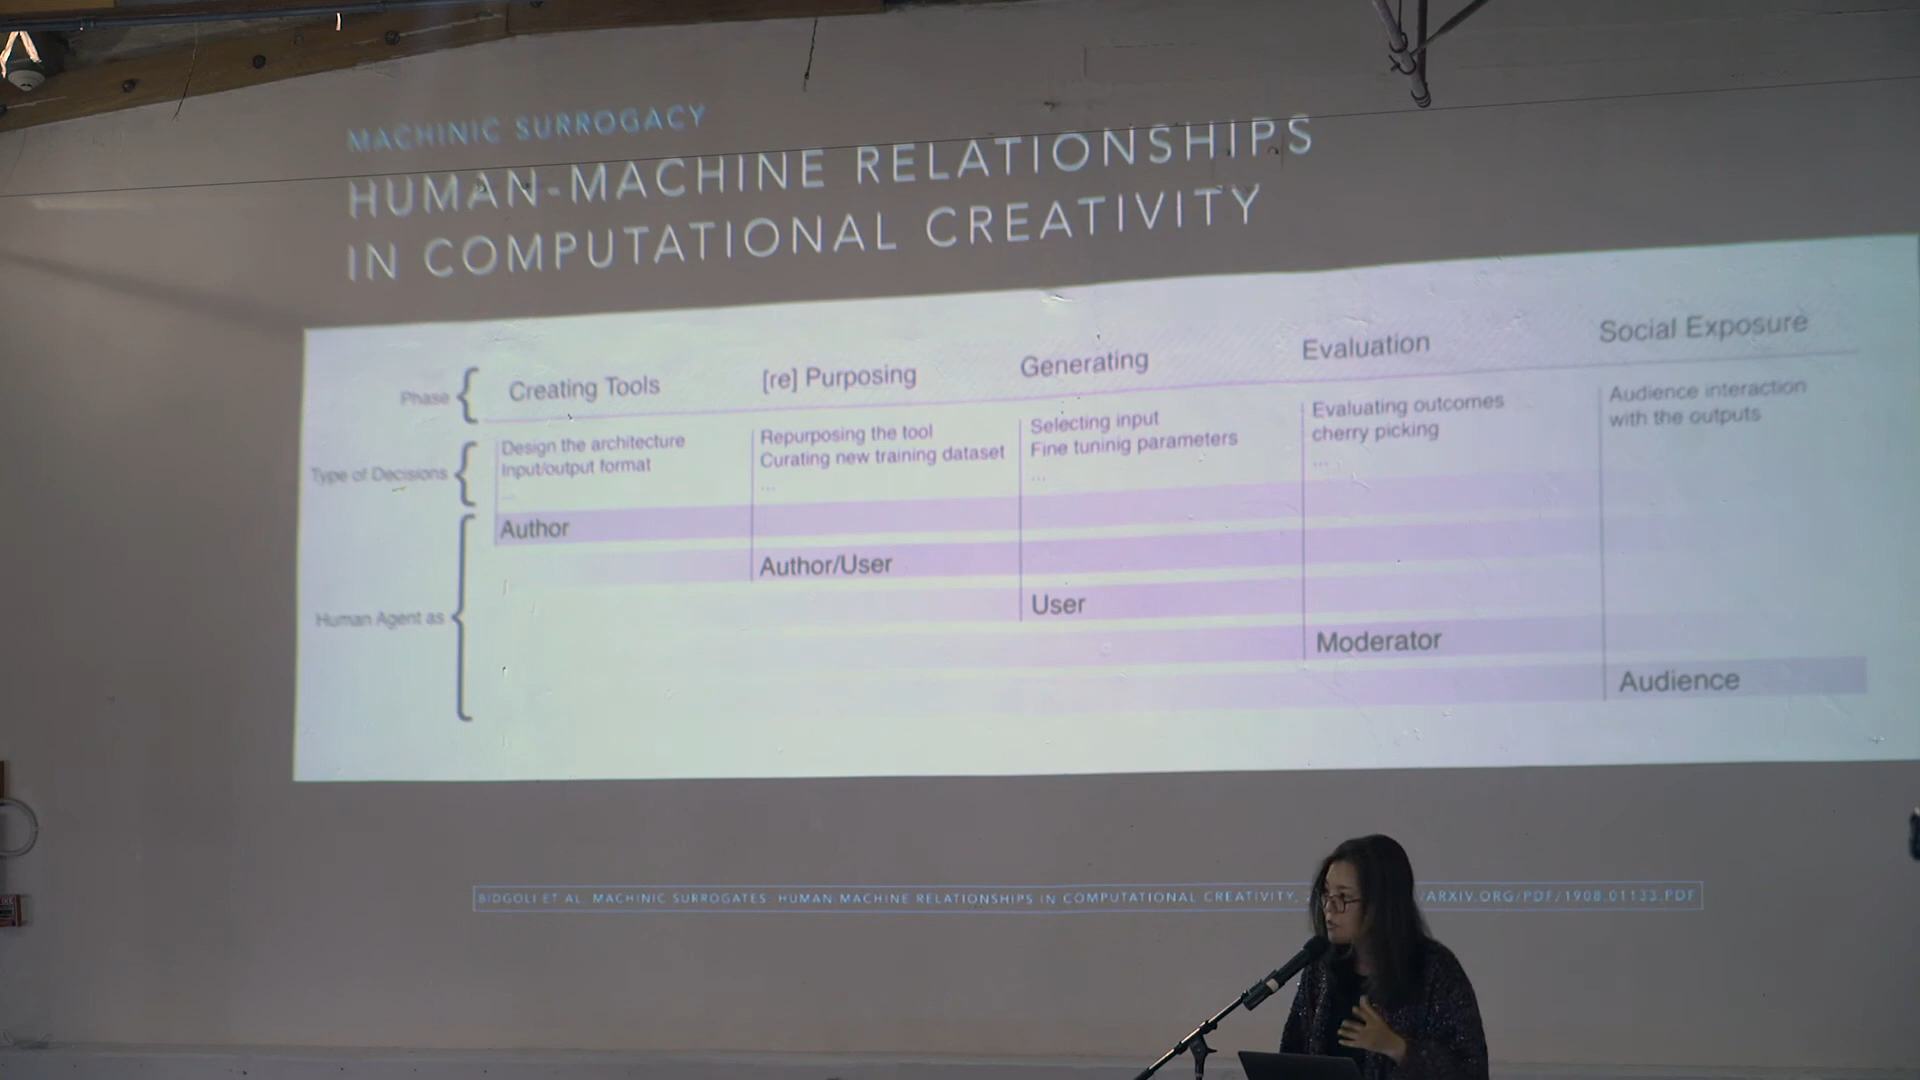 MACHINIC SURROGACY
HUMAN-MACHINE RELATIONSHIPS
IN COMPUTATIONAL CREATIVITY
Phase
Creating Tools
[re] Purposing
Generating
Evaluation
Social Exposure
Type of Decisions
Design the architecture
Input/output format
...
Repurposing the tool
Curating new training dataset
...
Selecting input
Fine tuninig parameters
...
Evaluating outcomes
cherry picking
...
Audience interaction
with the outputs
Human Agent as
Author
Author/User
User
Moderator
Audience
BIDGOLI ET AL. MACHINIC SURROGATES: HUMAN-MACHINE RELATIONSHIPS IN COMPUTATIONAL CREATIVITY, /ARXIV.ORG/PDF/1908.01133.PDF